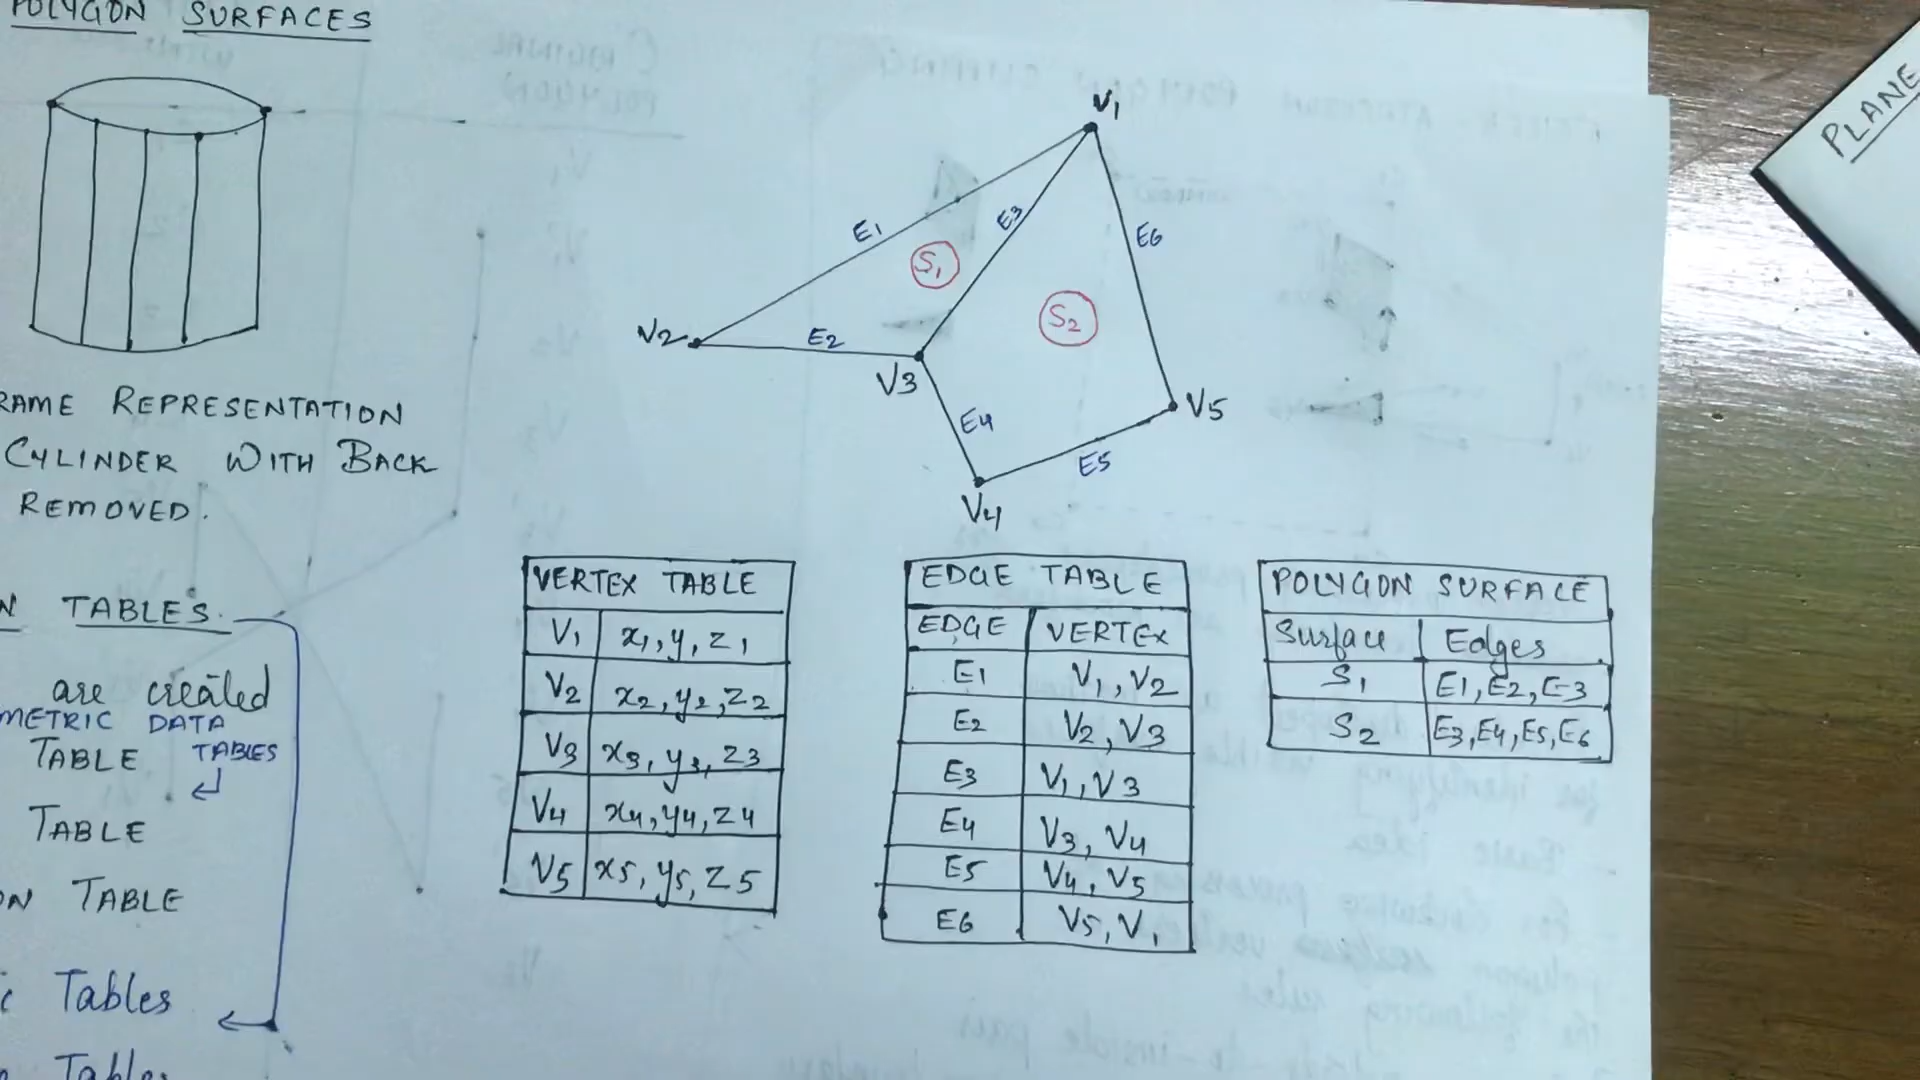 POLYGON SURFACES
REPRESENTATION
CYLINDER WITH BACK
REMOVED.
TABLES.
are created
METRIC DATA
TABLE TABLES
TABLE
TABLE
Tables
Tables
V1
E1
E3
E6
S1
S2
V2
E2
V3
E4
V5
E5
V4
VERTEX TABLE
V1 x1, y, z1
V2 x2, y2, z2
V3 x3, y3, z3
V4 x4, y4, z4
V5 x5, y5, z5
EDGE TABLE
EDGE VERTEX
E1 V1, V2
E2 V2, V3
E3 V1, V3
E4 V3, V4
E5 V4, V5
E6 V5, V1
POLYGON SURFACE
Surface Edges
S1 E1, E2, E3
S2 E3, E4, E5, E6
PLANE